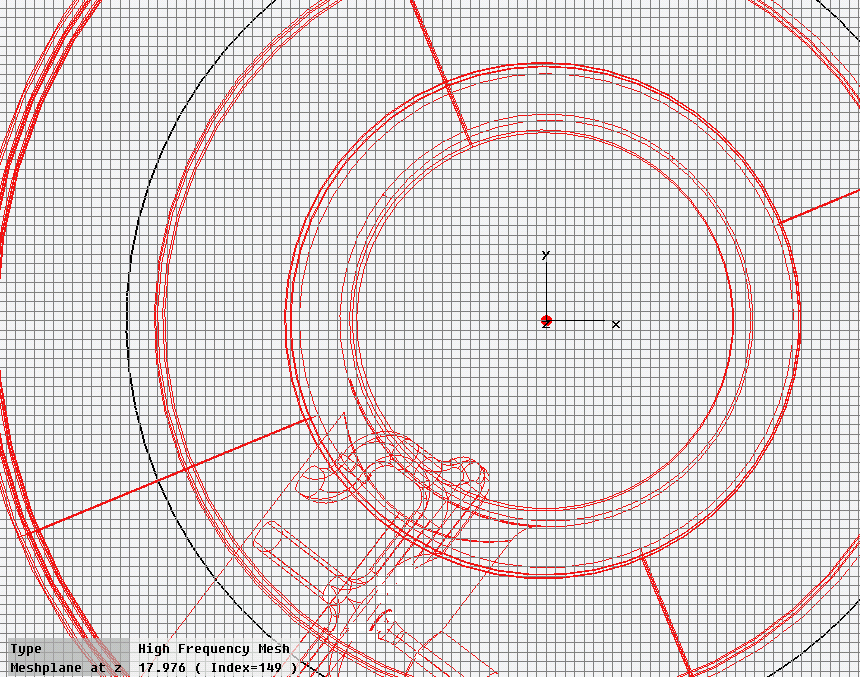 y
x
z
Type High Frequency Mesh
Meshplane at z 17.976 ( Index=149 )